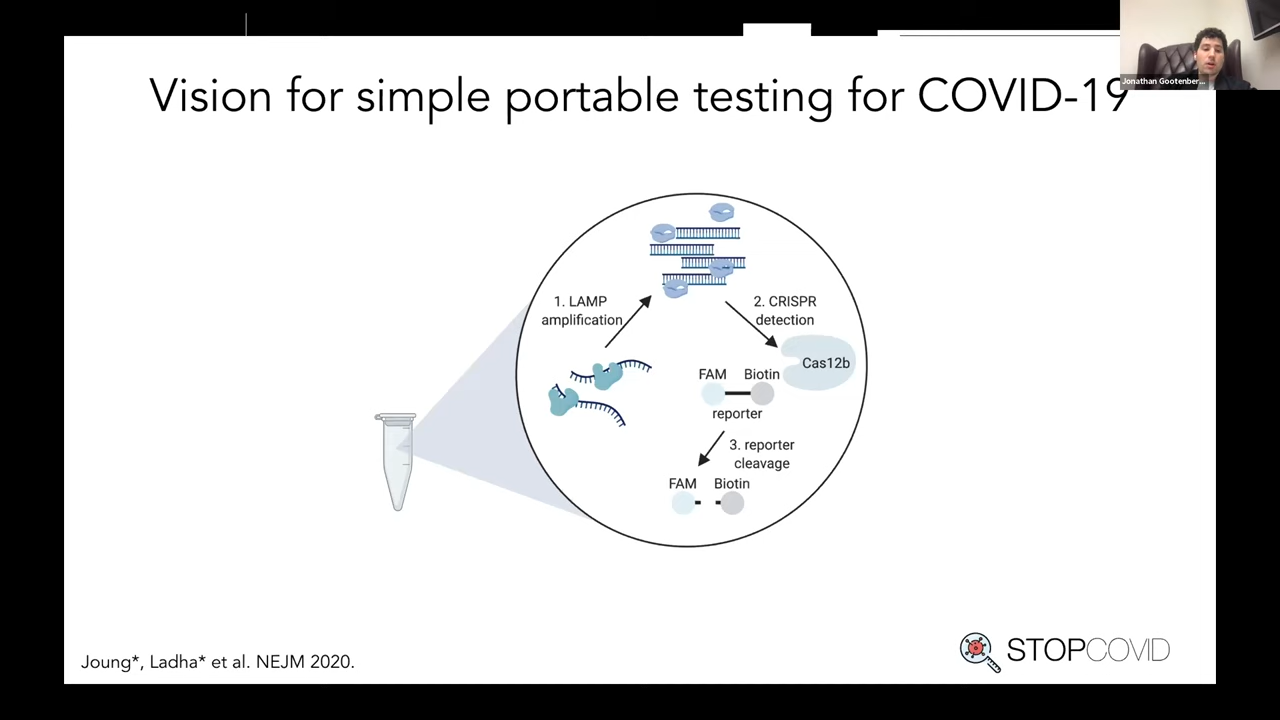 Jonathan Gootenber...
Vision for simple portable testing for COVID-19
1. LAMP
amplification
2. CRISPR
detection
Cas12b
FAM Biotin
reporter
3. reporter
cleavage
FAM Biotin
Joung*, Ladha* et al. NEJM 2020.
STOPCOVID